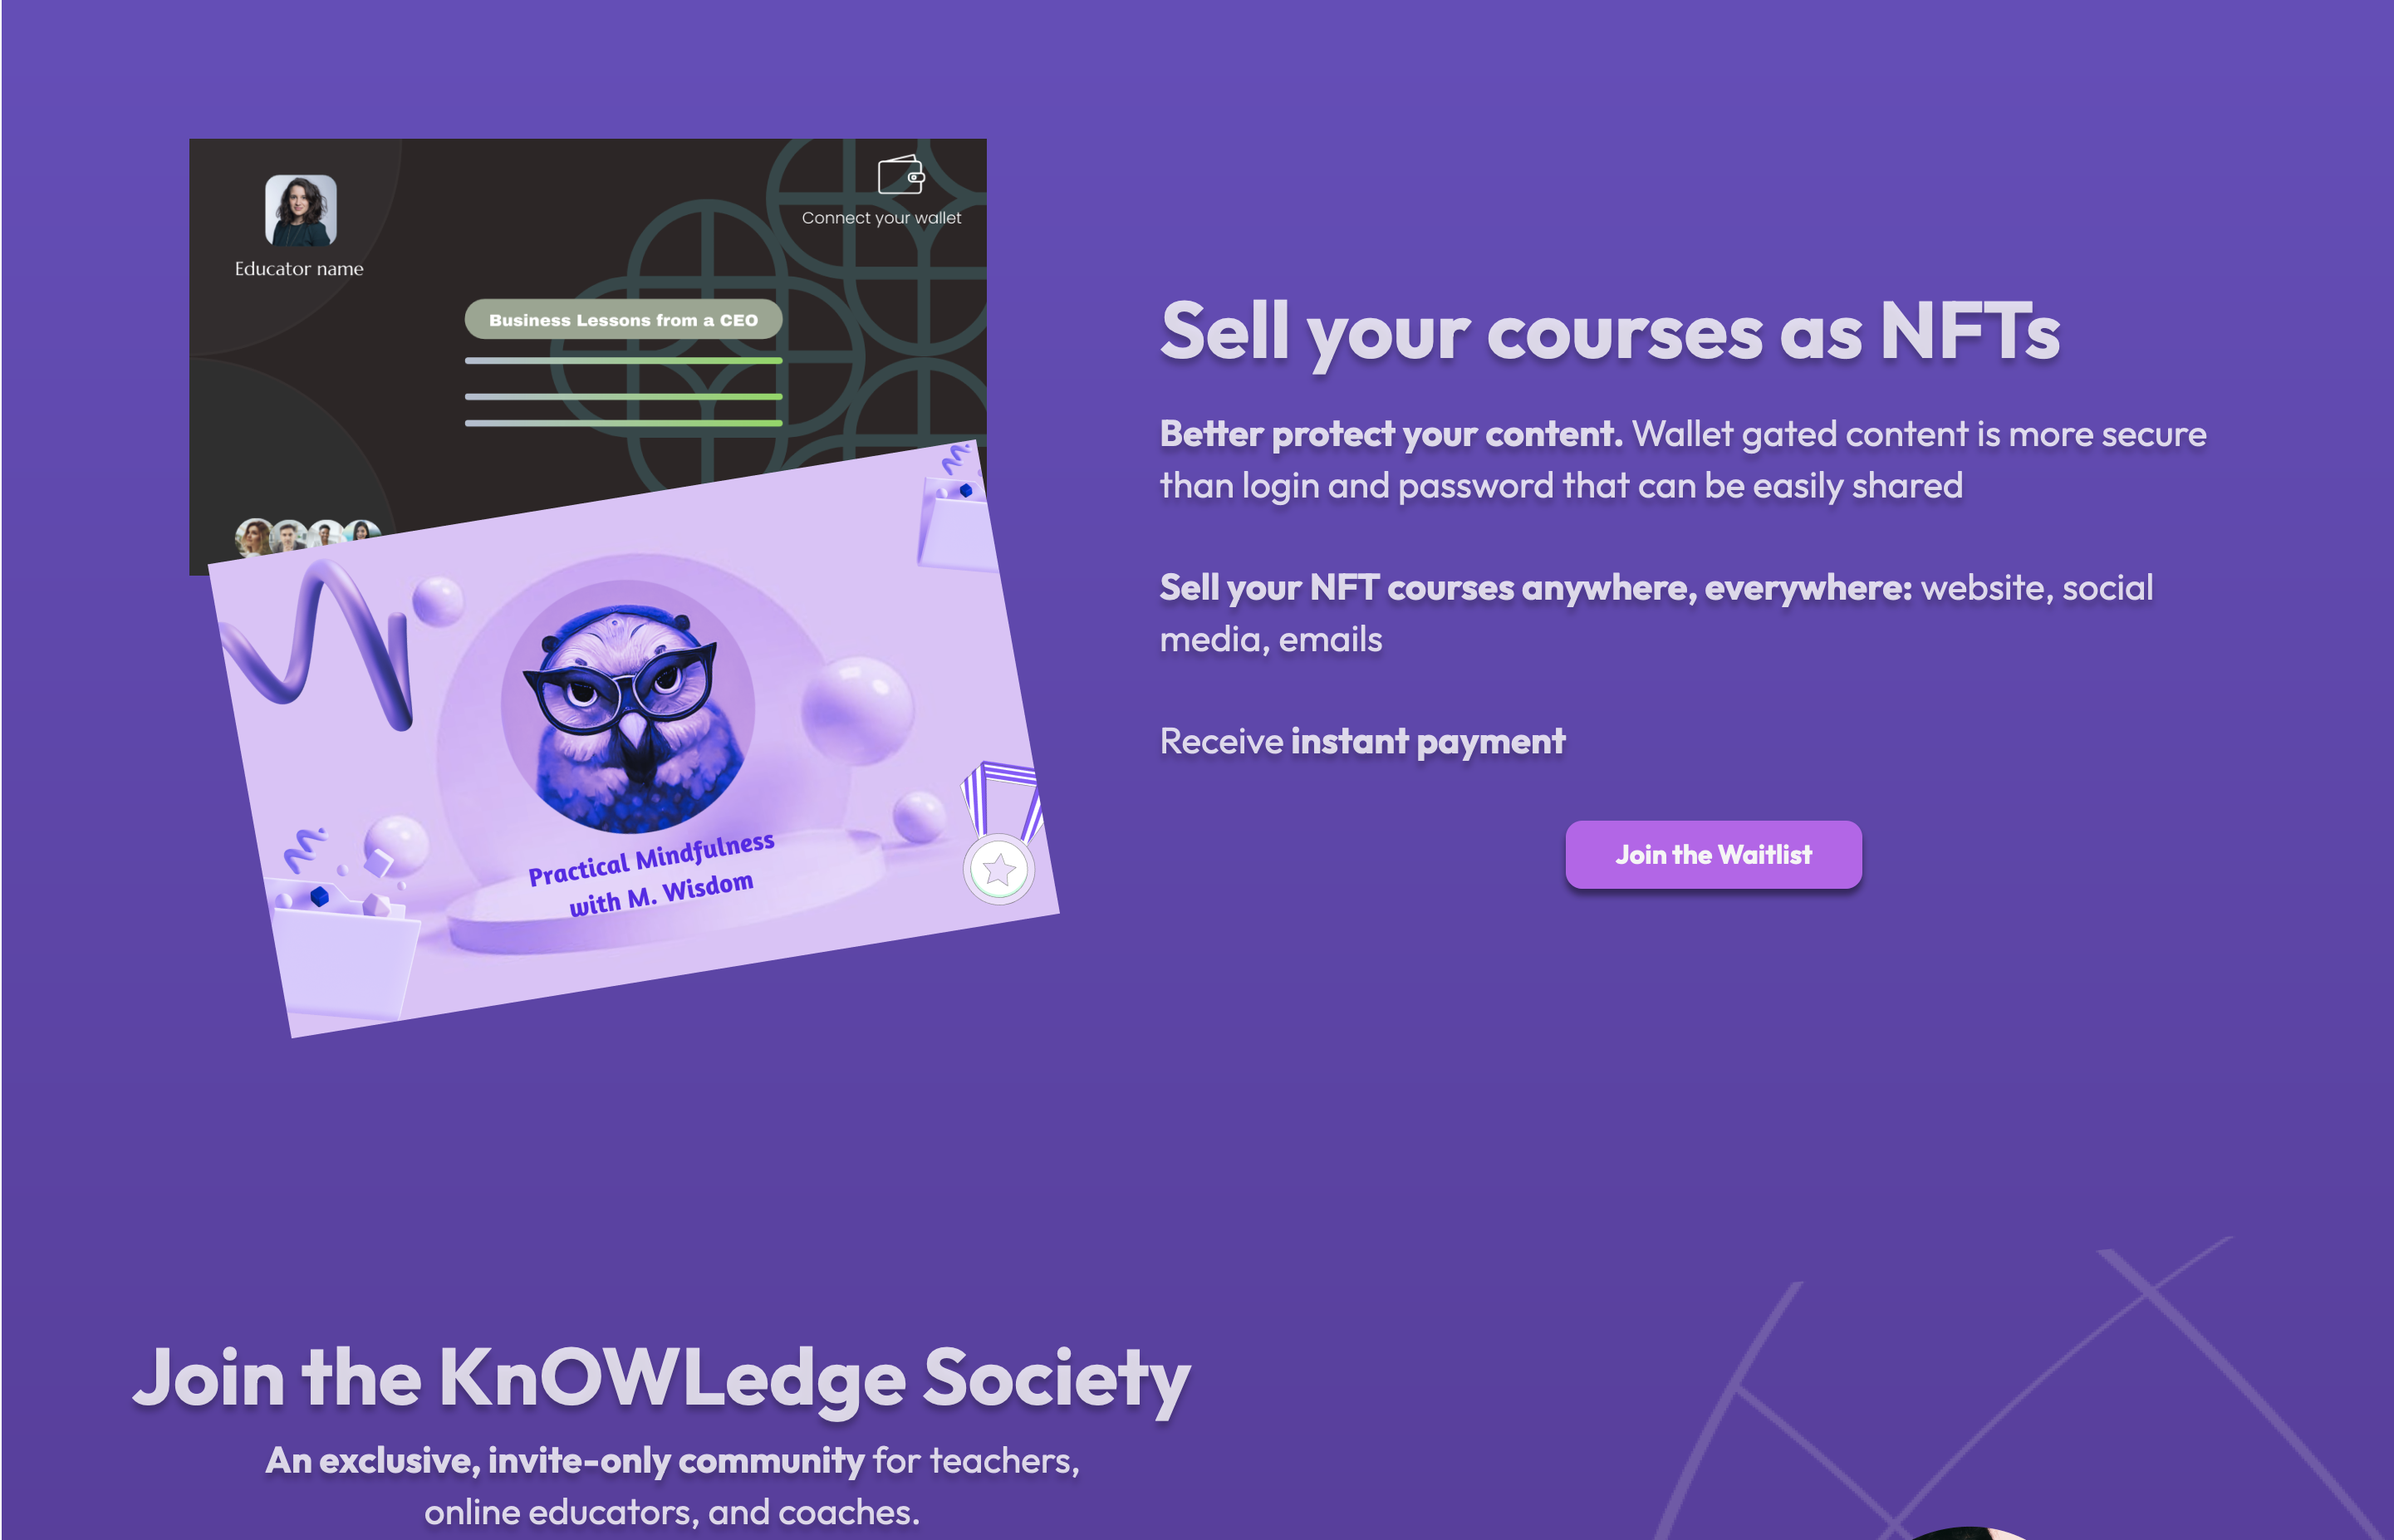 Educator name
Connect your wallet
Business Lessons from a CEO
Practical Mindfulness
with M. Wisdom
Sell your courses as NFTs
Better protect your content. Wallet gated content is more secure
than login and password that can be easily shared
Sell your NFT courses anywhere, everywhere: website, social
media, emails
Receive instant payment
Join the Waitlist
Join the KnOWLedge Society
An exclusive, invite-only community for teachers,
online educators, and coaches.